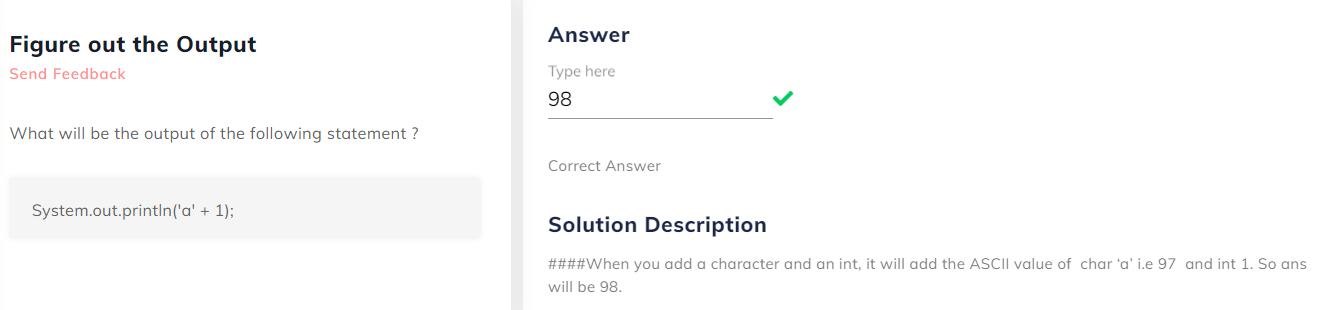 Figure out the Output
Send Feedback
What will be the output of the following statement ?
System.out.println('a' + 1);
Answer
Type here
98
Correct Answer
Solution Description
####When you add a character and an int, it will add the ASCII value of  char ‘a’ i.e 97  and int 1. So ans
will be 98.